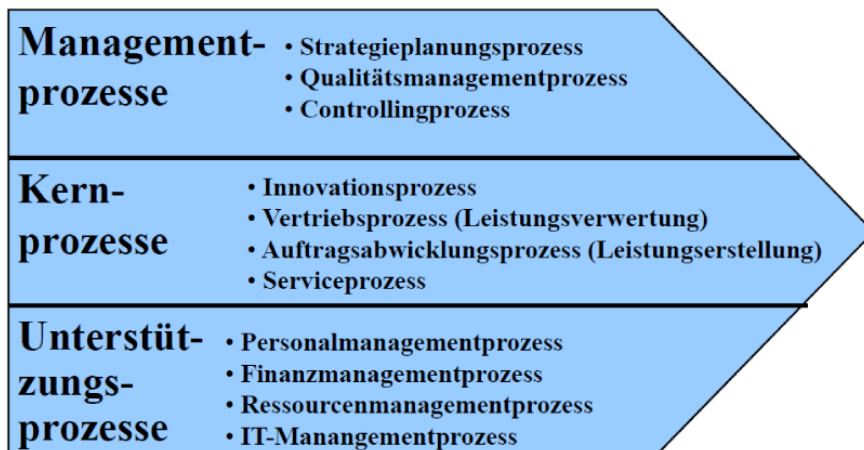 Management-
prozesse
• Strategieplanungsprozess
• Qualitätsmanagementprozess
• Controllingprozess
Kern-
prozesse
• Innovationsprozess
• Vertriebsprozess (Leistungsverwertung)
• Auftragsabwicklungsprozess (Leistungserstellung)
• Serviceprozess
Unterstüt-
zungs-
prozesse
• Personalmanagementprozess
• Finanzmanagementprozess
• Ressourcenmanagementprozess
• IT-Manangementprozess